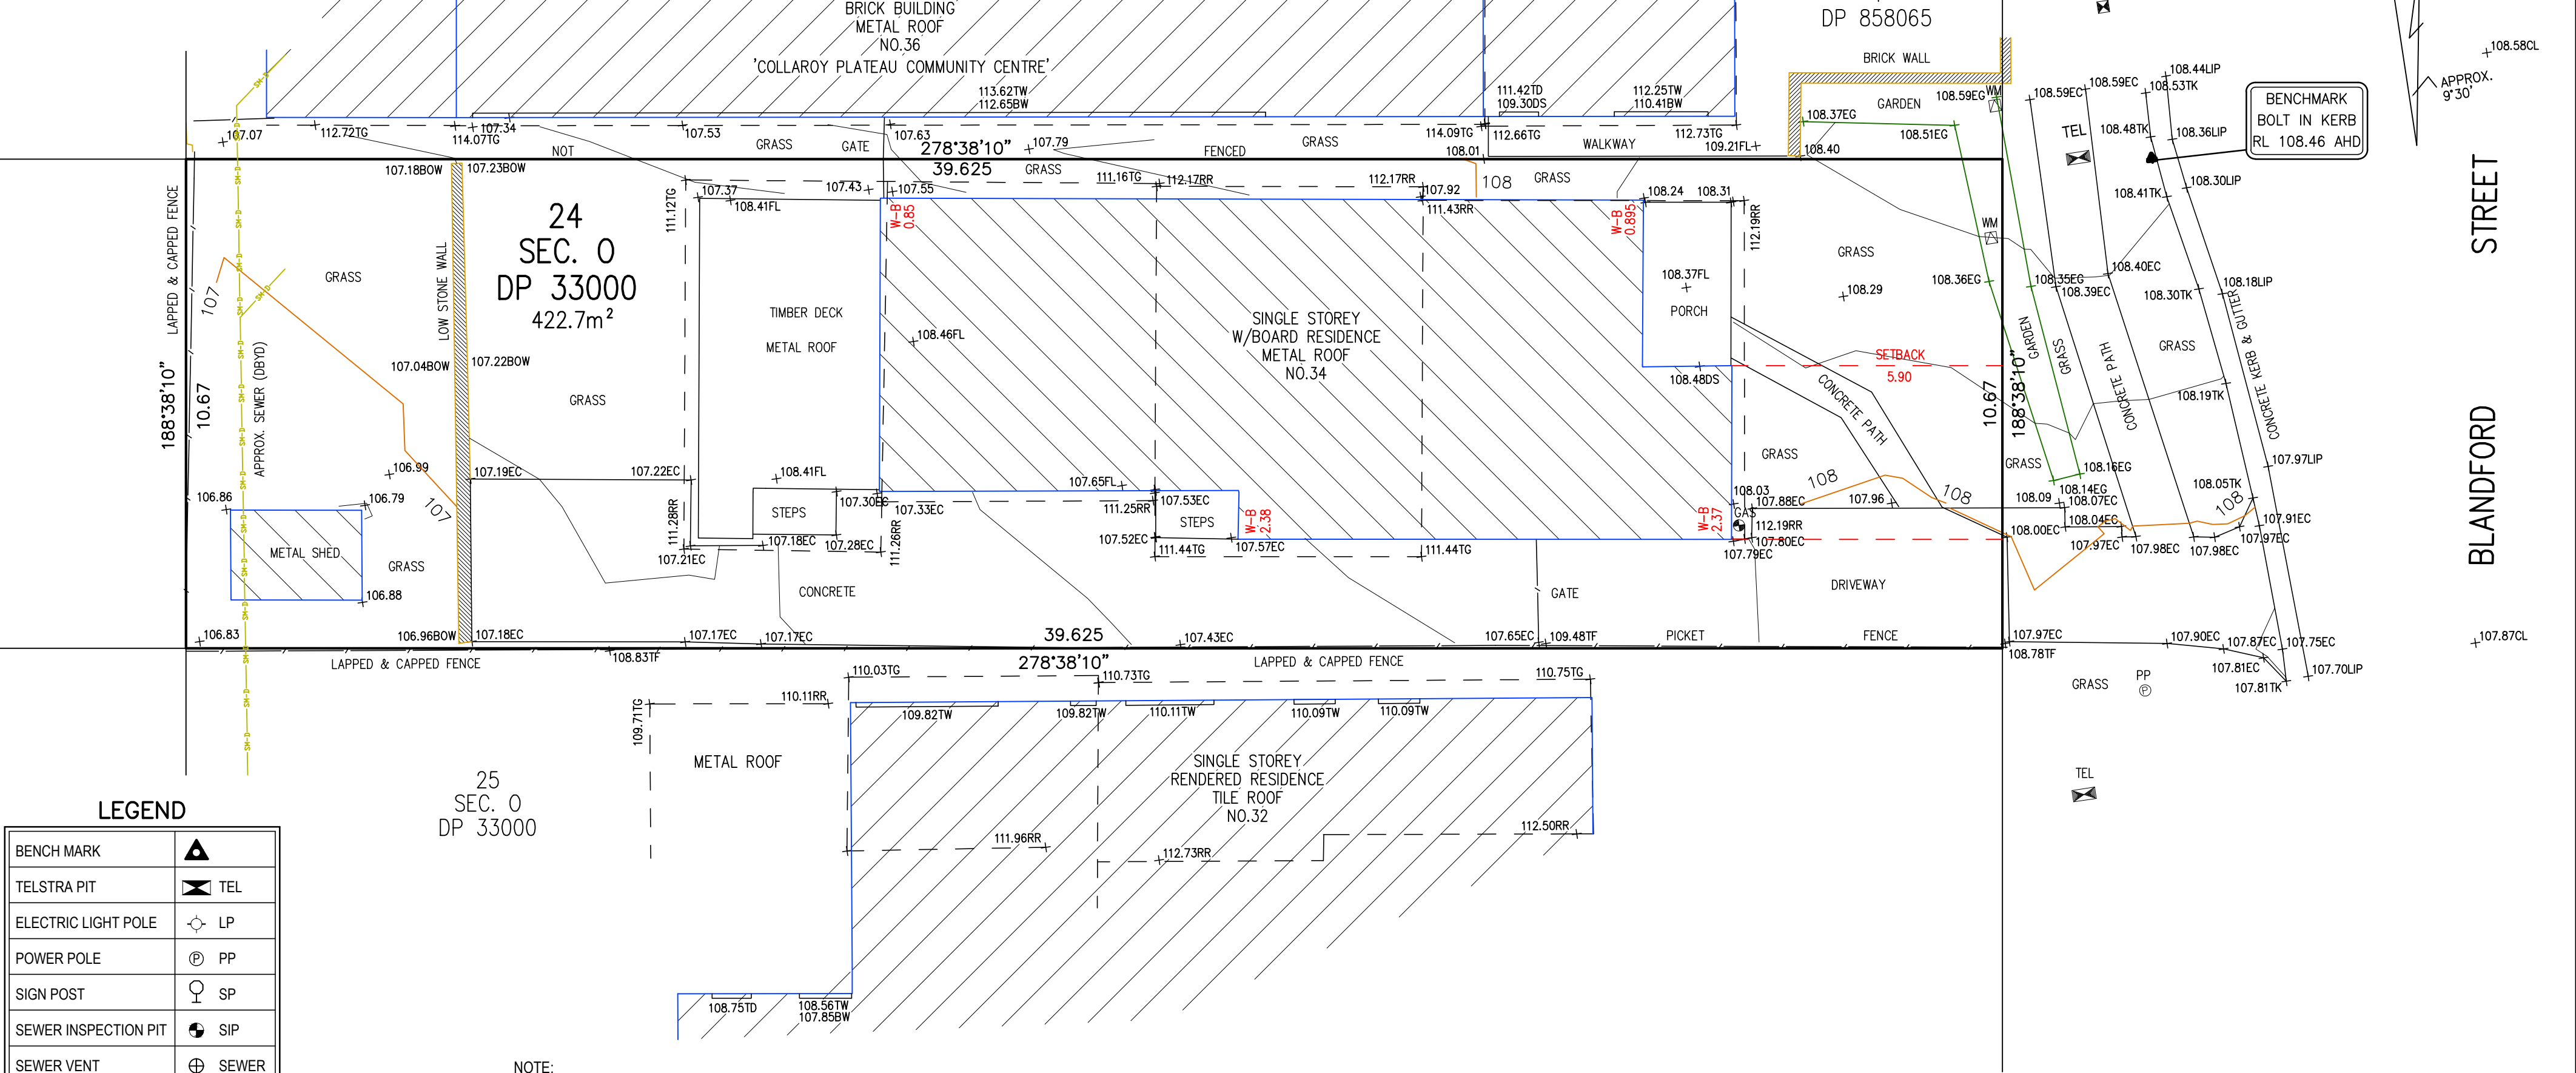 BRICK BUILDING
METAL ROOF
NO.36
'COLLAROY PLATEAU COMMUNITY CENTRE'
DP 858065
BRICK WALL
113.62TW
112.65BW
111.42TD
109.30DS
112.25TW
110.41BW
GARDEN
108.37EG
108.51EG
108.59EG
WM
108.59EC
108.59EC
108.44LIP
108.53TK
108.58CL
APPROX.
9°30'
BENCHMARK
BOLT IN KERB
RL 108.46 AHD
TEL
108.48TK
108.36LIP
108.41TK
108.30LIP
107.07
112.72TG
107.34
114.07TG
107.53
107.63
107.79
114.09TG
112.66TG
112.73TG
109.21FL
108.40
NOT
GRASS
GATE
278°38'10"
39.625
GRASS
FENCED
GRASS
108.01
WALKWAY
107.18BOW
107.23BOW
LAPPED & CAPPED FENCE
24
SEC. O
DP 33000
422.7m²
111.12TG
107.37
108.41FL
107.43
107.55
111.16TG
112.17RR
112.17RR
107.92
111.43RR
108
GRASS
108.24
108.31
112.19RR
W-B
0.85
W-B
0.895
GRASS
LOW STONE WALL
TIMBER DECK
METAL ROOF
108.46FL
SINGLE STOREY
W/BOARD RESIDENCE
METAL ROOF
NO.34
108.37FL
PORCH
GRASS
108.29
WM
108.36EG
108.35EG
108.39EC
108.40EC
108.30TK
108.18LIP
107
APPROX. SEWER (DBYD)
107.04BOW
107.22BOW
GRASS
188°38'10"
10.67
108.48DS
SETBACK
5.90
CONCRETE PATH
10.67
188°38'10"
GARDEN
GRASS
CONCRETE PATH
GRASS
CONCRETE KERB & GUTTER
108.19TK
STREET
BLANDFORD
106.99
106.86
106.79
107
107.19EC
107.22EC
108.41FL
107.30EC
107.33EC
107.65FL
107.53EC
111.25RR
STEPS
STEPS
111.28RR
111.26RR
107.18EC
107.28EC
107.21EC
107.52EC
107.57EC
111.44TG
111.44TG
W-B
2.38
W-B
2.37
108.03
GAS
107.88EC
112.19RR
107.80EC
107.79EC
GRASS
108
107.96
108
GRASS
108.16EG
108.14EG
108.09
108.07EC
108.04EC
108.00EC
107.97EC
107.98EC
107.98EC
107.97EC
107.91EC
108.05TK
108
107.97LIP
METAL SHED
GRASS
106.88
CONCRETE
GATE
DRIVEWAY
106.83
106.96BOW
107.18EC
107.17EC
107.17EC
39.625
107.43EC
107.65EC
109.48TF
PICKET
FENCE
107.97EC
108.78TF
107.90EC
107.87EC
107.75EC
107.81EC
107.81TK
107.70LIP
107.87CL
LAPPED & CAPPED FENCE
108.83TF
278°38'10"
LAPPED & CAPPED FENCE
GRASS
PP
TEL
110.03TG
110.73TG
110.75TG
110.11RR
109.71TG
109.82TW
109.82TW
110.11TW
110.09TW
110.09TW
METAL ROOF
SINGLE STOREY
RENDERED RESIDENCE
TILE ROOF
NO.32
111.96RR
112.73RR
112.50RR
25
SEC. O
DP 33000
108.75TD
108.56TW
107.85BW
LEGEND
BENCH MARK
TELSTRA PIT TEL
ELECTRIC LIGHT POLE LP
POWER POLE PP
SIGN POST SP
SEWER INSPECTION PIT SIP
SEWER VENT SEWER
NOTE: